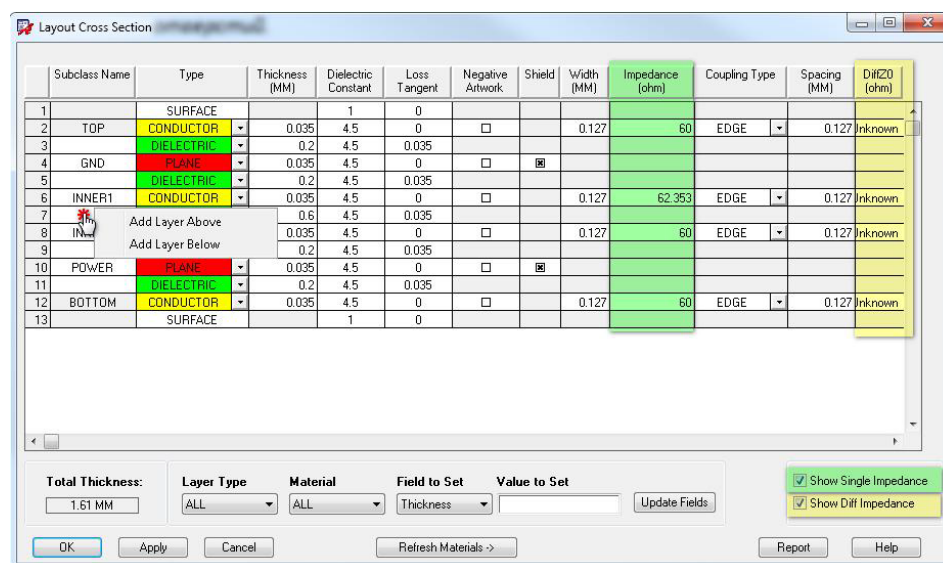 Layout Cross Section
Subclass Name Type Thickness (MM) Dielectric Constant Loss Tangent Negative Artwork Shield Width (MM) Impedance (ohm) Coupling Type Spacing (MM) DiffZ0 (ohm)
1 SURFACE 1 0
2 TOP CONDUCTOR 0.035 4.5 0 0.127 60 EDGE 0.127 Unknown
3 DIELECTRIC 0.2 4.5 0.035
4 GND PLANE 0.035 4.5 0
5 DIELECTRIC 0.2 4.5 0.035
6 INNER1 CONDUCTOR 0.035 4.5 0 0.127 62.353 EDGE 0.127 Unknown
7 0.6 4.5 0.035
Add Layer Above
8 0.035 4.5 0 0.127 60 EDGE 0.127 Unknown
Add Layer Below
9 0.2 4.5 0.035
10 POWER PLANE 0.035 4.5 0
11 DIELECTRIC 0.2 4.5 0.035
12 BOTTOM CONDUCTOR 0.035 4.5 0 0.127 60 EDGE 0.127 Unknown
13 SURFACE 1 0
Total Thickness: Layer Type Material Field to Set Value to Set
1.61 MM ALL ALL Thickness Update Fields
Show Single Impedance
Show Diff Impedance
OK Apply Cancel Refresh Materials -> Report Help